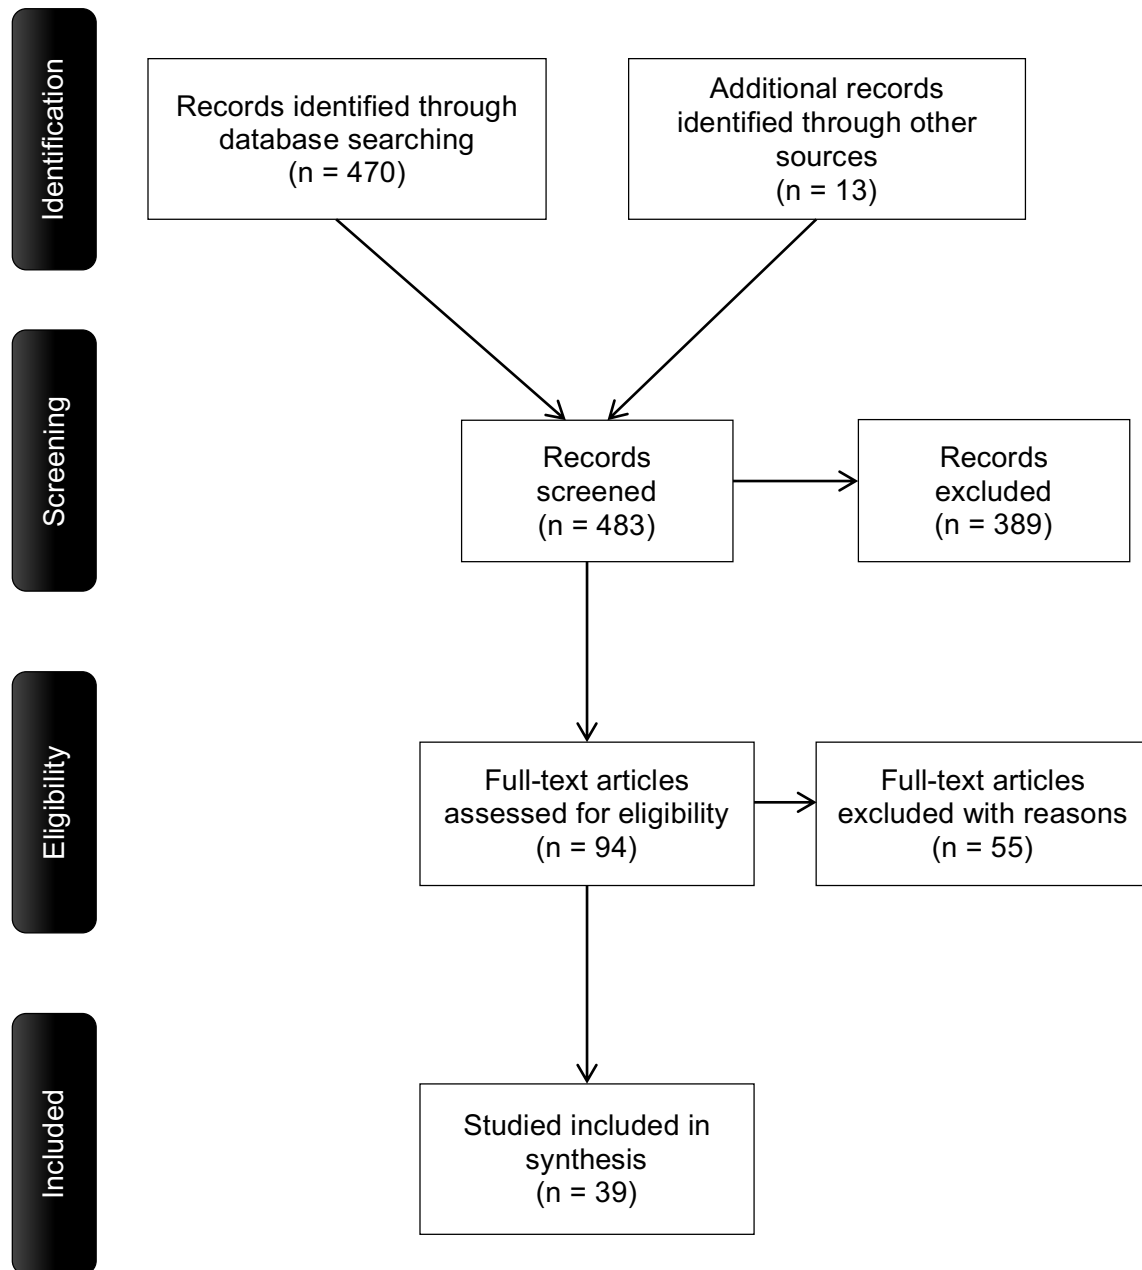 Identification
Records identified through
database searching
(n = 470)
Additional records
identified through other
sources
(n = 13)
Screening
Records
screened
(n = 483)
Records
excluded
(n = 389)
Eligibility
Full-text articles
assessed for eligibility
(n = 94)
Full-text articles
excluded with reasons
(n = 55)
Included
Studied included in
synthesis
(n = 39)